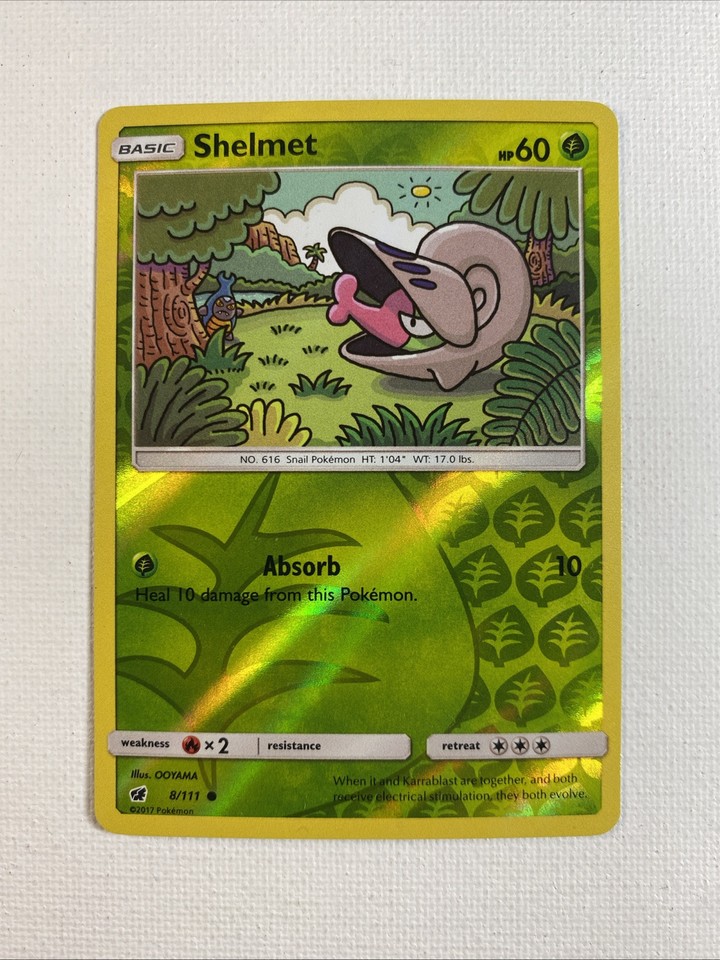 BASIC Shelmet HP60
NO. 616 Snail Pokémon HT: 1'04" WT: 17.0 lbs.
Absorb 10
Heal 10 damage from this Pokémon.
weakness ×2 resistance retreat
Illus. OOYAMA
8/111
©2017 Pokémon
When it and Karrablast are together, and both
receive electrical stimulation, they both evolve.